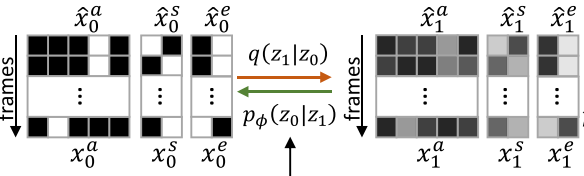 x̂₀ᵃ x̂₀ˢ x̂₀ᵉ x̂₁ᵃ x̂₁ˢ x̂₁ᵉ
frames q(z₁|z₀) frames
⋮ ⋮ ⋮ ⋮ ⋮ ⋮
p_ϕ(z₀|z₁)
x₀ᵃ x₀ˢ x₀ᵉ x₁ᵃ x₁ˢ x₁ᵉ